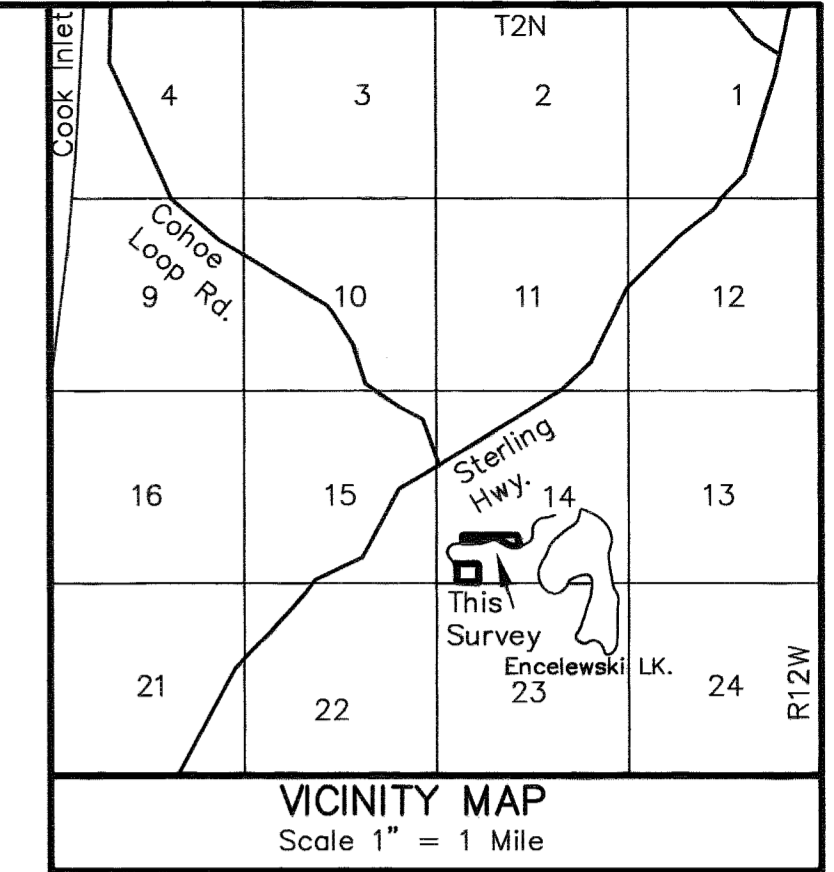 T2N
Cook Inlet
4
3
2
1
Cohoe
Loop Rd.
9
10
11
12
Sterling
Hwy.
16
15
14
13
This
Survey
Encelewski LK.
21
22
23
24
R12W
VICINITY MAP
Scale 1" = 1 Mile